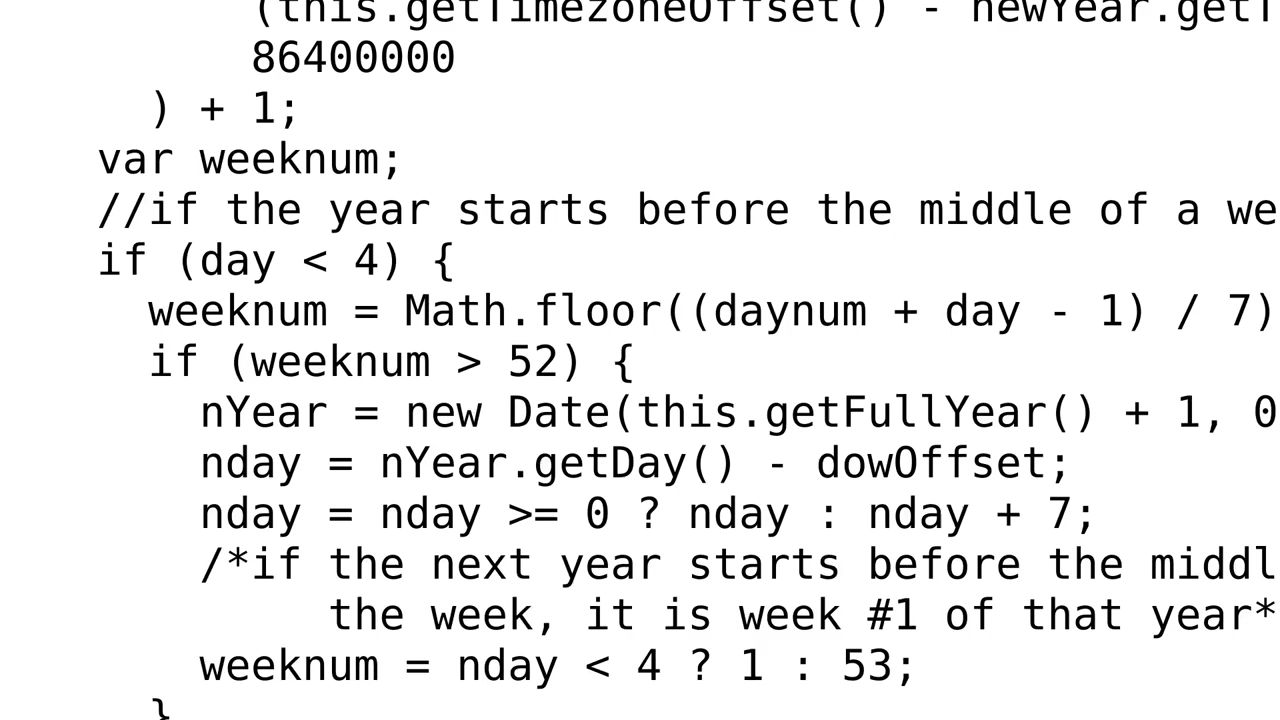 (this.getTimezoneOffset() - newYear.getT
86400000
) + 1;
var weeknum;
//if the year starts before the middle of a we
if (day < 4) {
weeknum = Math.floor((daynum + day - 1) / 7)
if (weeknum > 52) {
nYear = new Date(this.getFullYear() + 1, 0
nday = nYear.getDay() - dowOffset;
nday = nday >= 0 ? nday : nday + 7;
/*if the next year starts before the middl
the week, it is week #1 of that year*
weeknum = nday < 4 ? 1 : 53;
}